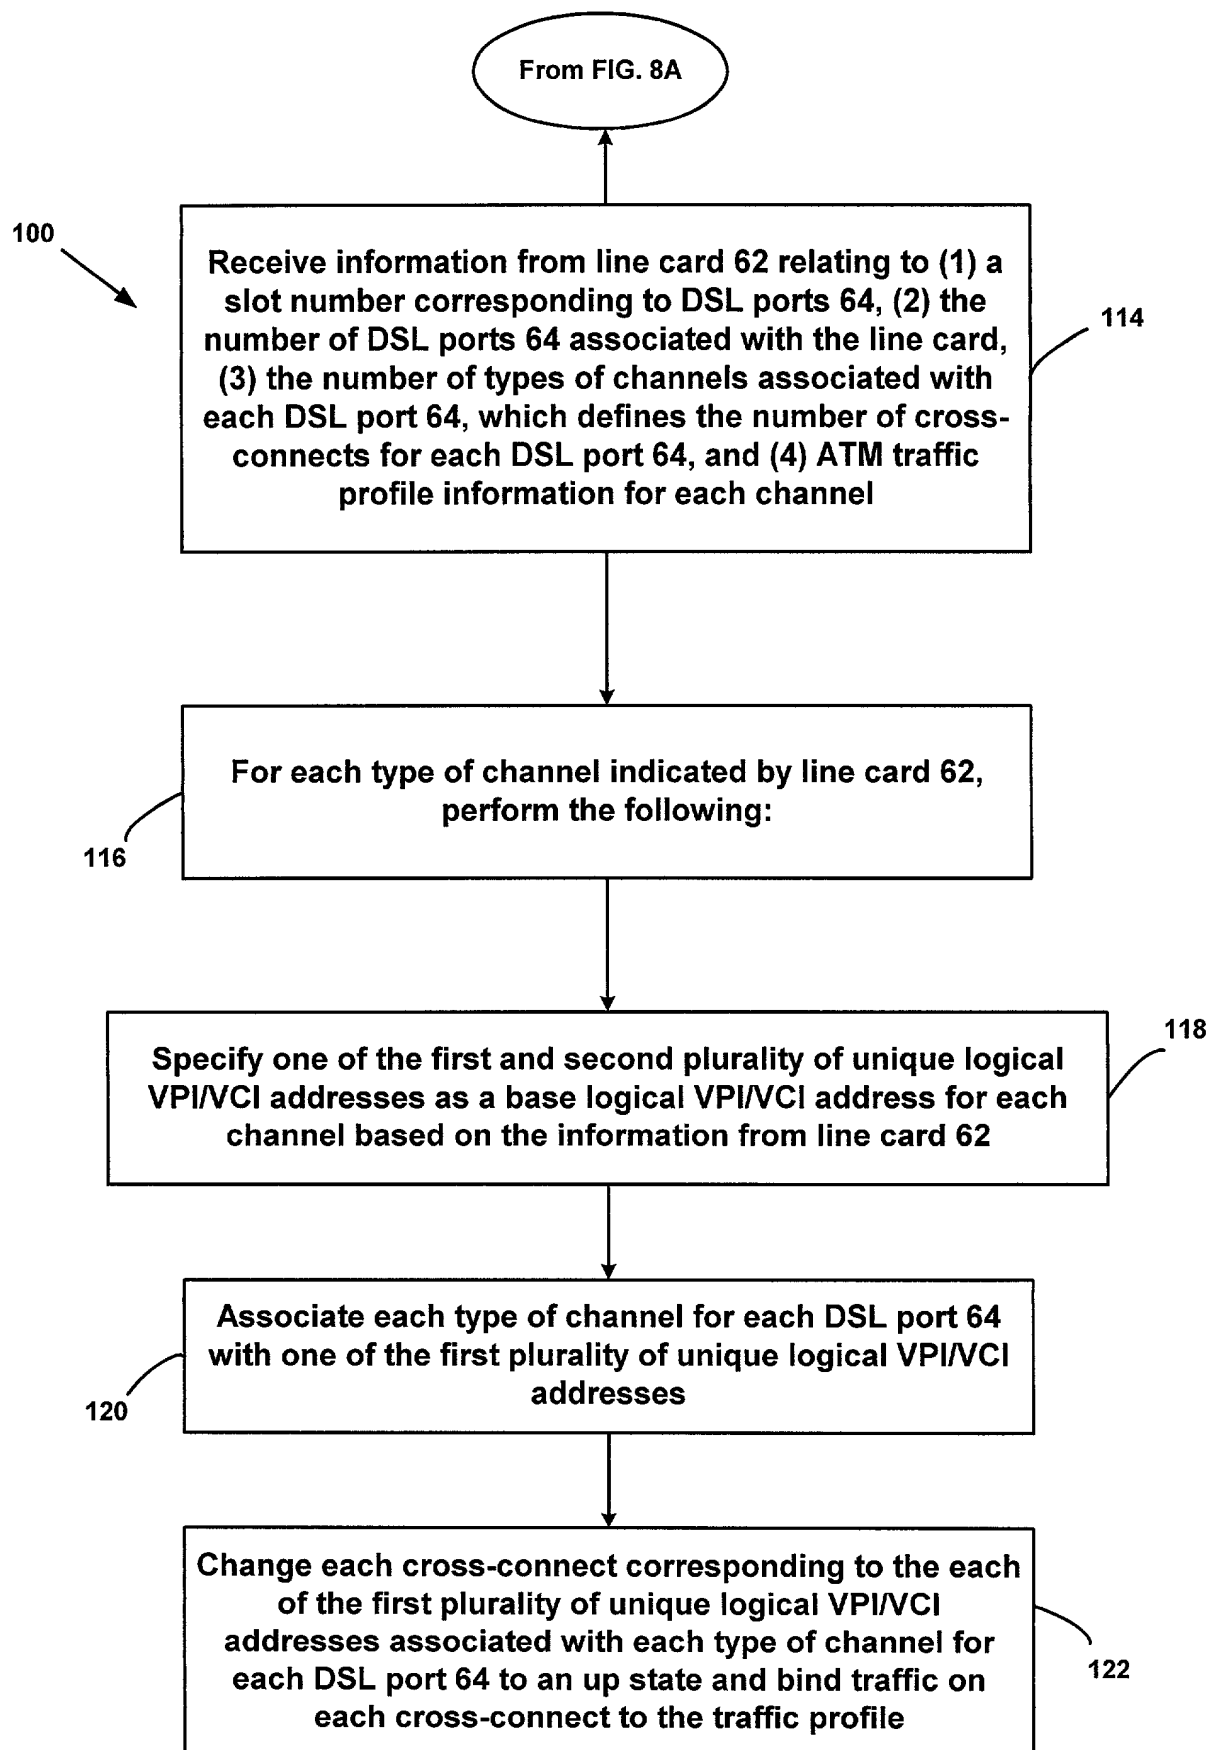 From FIG. 8A
100
Receive information from line card 62 relating to (1) a
slot number corresponding to DSL ports 64, (2) the
number of DSL ports 64 associated with the line card,
(3) the number of types of channels associated with
each DSL port 64, which defines the number of cross-
connects for each DSL port 64, and (4) ATM traffic
profile information for each channel
114
For each type of channel indicated by line card 62,
perform the following:
116
Specify one of the first and second plurality of unique logical
VPI/VCI addresses as a base logical VPI/VCI address for each
channel based on the information from line card 62
118
Associate each type of channel for each DSL port 64
with one of the first plurality of unique logical VPI/VCI
addresses
120
Change each cross-connect corresponding to the each
of the first plurality of unique logical VPI/VCI
addresses associated with each type of channel for
each DSL port 64 to an up state and bind traffic on
each cross-connect to the traffic profile
122